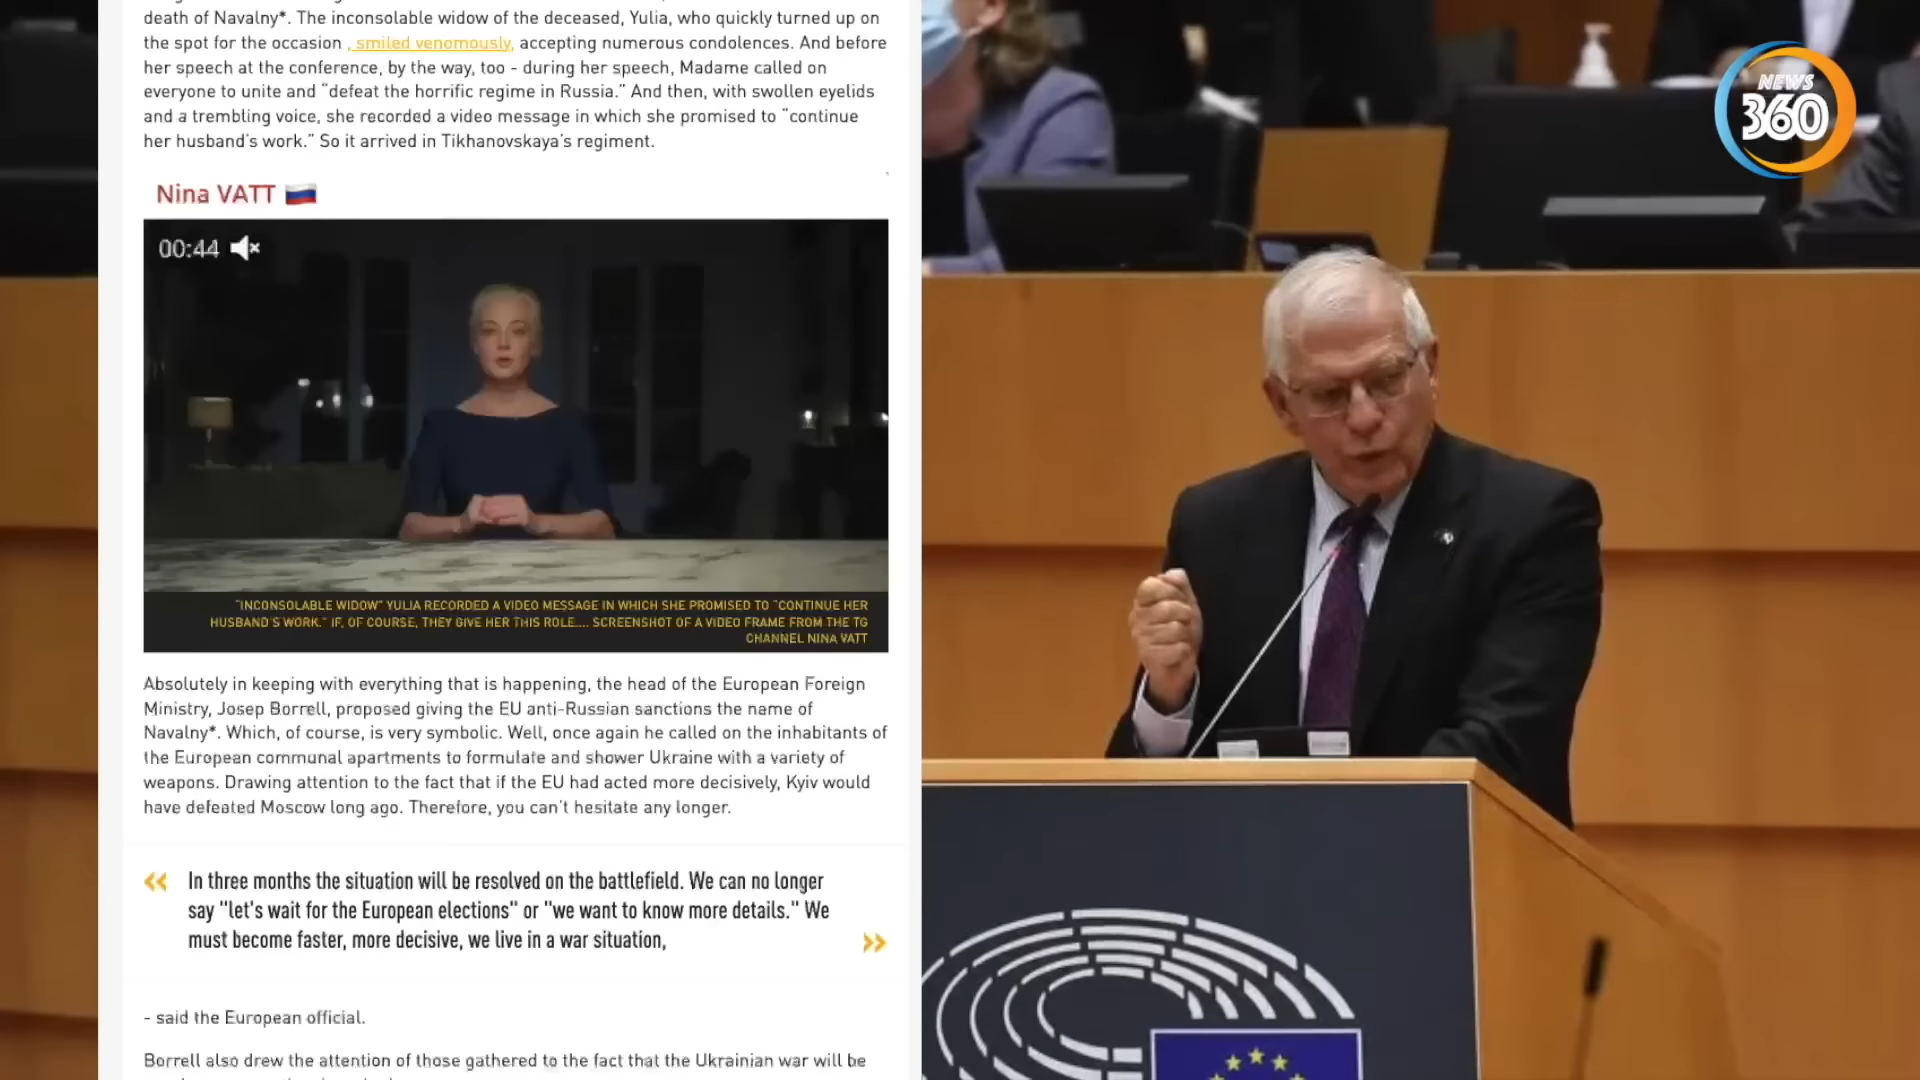 death of Navalny*. The inconsolable widow of the deceased, Yulia, who quickly turned up on
the spot for the occasion , smiled venomously, accepting numerous condolences. And before
her speech at the conference, by the way, too - during her speech, Madame called on
everyone to unite and "defeat the horrific regime in Russia." And then, with swollen eyelids
and a trembling voice, she recorded a video message in which she promised to "continue
her husband's work." So it arrived in Tikhanovskaya's regiment.
Nina VATT
00:44
"INCONSOLABLE WIDOW" YULIA RECORDED A VIDEO MESSAGE IN WHICH SHE PROMISED TO "CONTINUE HER
HUSBAND'S WORK." IF, OF COURSE, THEY GIVE HER THIS ROLE.... SCREENSHOT OF A VIDEO FRAME FROM THE TG
CHANNEL NINA VATT
Absolutely in keeping with everything that is happening, the head of the European Foreign
Ministry, Josep Borrell, proposed giving the EU anti-Russian sanctions the name of
Navalny*. Which, of course, is very symbolic. Well, once again he called on the inhabitants of
the European communal apartments to formulate and shower Ukraine with a variety of
weapons. Drawing attention to the fact that if the EU had acted more decisively, Kyiv would
have defeated Moscow long ago. Therefore, you can't hesitate any longer.
« In three months the situation will be resolved on the battlefield. We can no longer
say "let's wait for the European elections" or "we want to know more details." We
must become faster, more decisive, we live in a war situation, »
- said the European official.
Borrell also drew the attention of those gathered to the fact that the Ukrainian war will be
NEWS
360